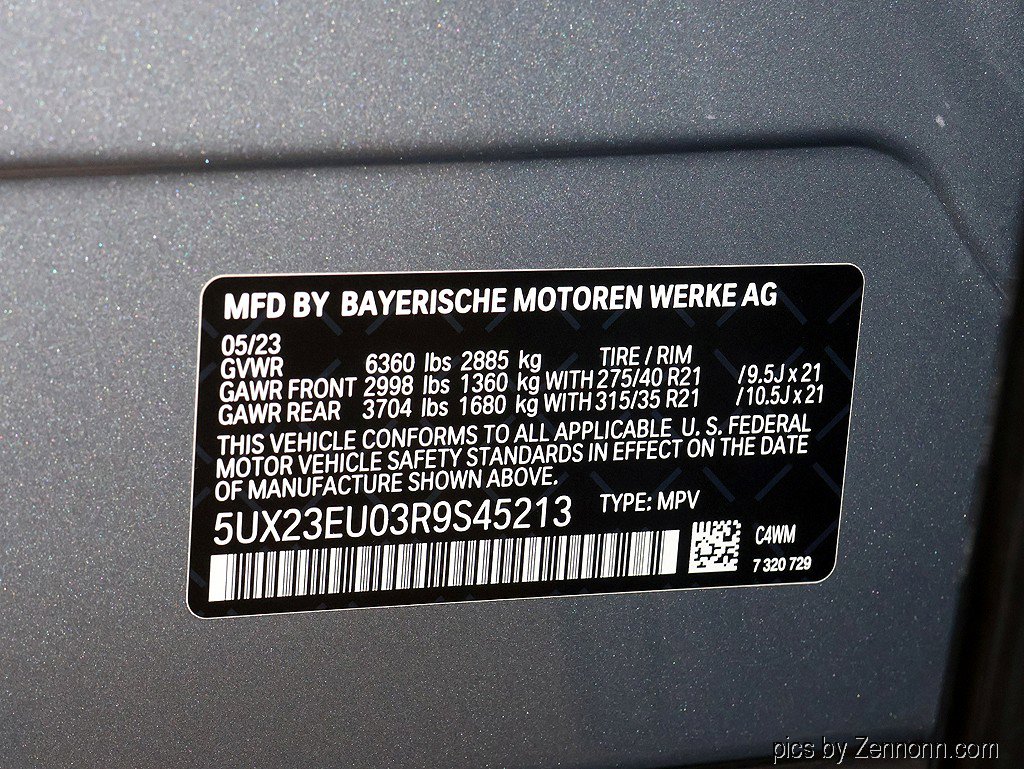 MFD BY BAYERISCHE MOTOREN WERKE AG
05/23
GVWR 6360 lbs 2885 kg TIRE / RIM
GAWR FRONT 2998 lbs 1360 kg WITH 275/40 R21 /9.5J x 21
GAWR REAR 3704 lbs 1680 kg WITH 315/35 R21 /10.5J x 21
THIS VEHICLE CONFORMS TO ALL APPLICABLE U. S. FEDERAL
MOTOR VEHICLE SAFETY STANDARDS IN EFFECT ON THE DATE
OF MANUFACTURE SHOWN ABOVE.
5UX23EU03R9S45213 TYPE: MPV
C4WM
7 320 729
pics by Zennonn.com